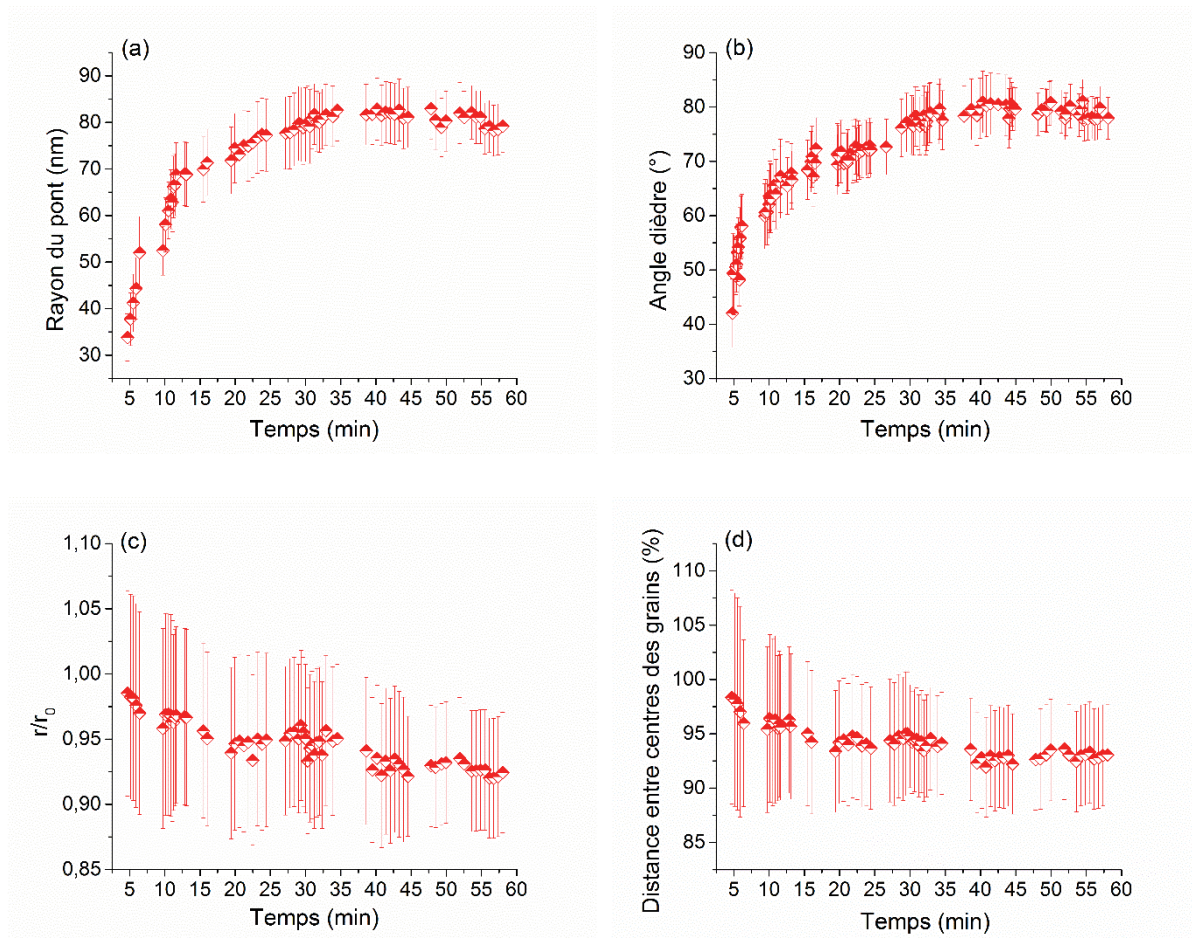 (a)
Rayon du pont (nm)
90
80
70
60
50
40
30
5 10 15 20 25 30 35 40 45 50 55 60
Temps (min)
(b)
Angle dièdre (°)
90
80
70
60
50
40
30
5 10 15 20 25 30 35 40 45 50 55 60
Temps (min)
(c)
r/r0
1,10
1,05
1,00
0,95
0,90
0,85
5 10 15 20 25 30 35 40 45 50 55 60
Temps (min)
(d)
Distance entre centres des grains (%)
110
105
100
95
90
85
5 10 15 20 25 30 35 40 45 50 55 60
Temps (min)